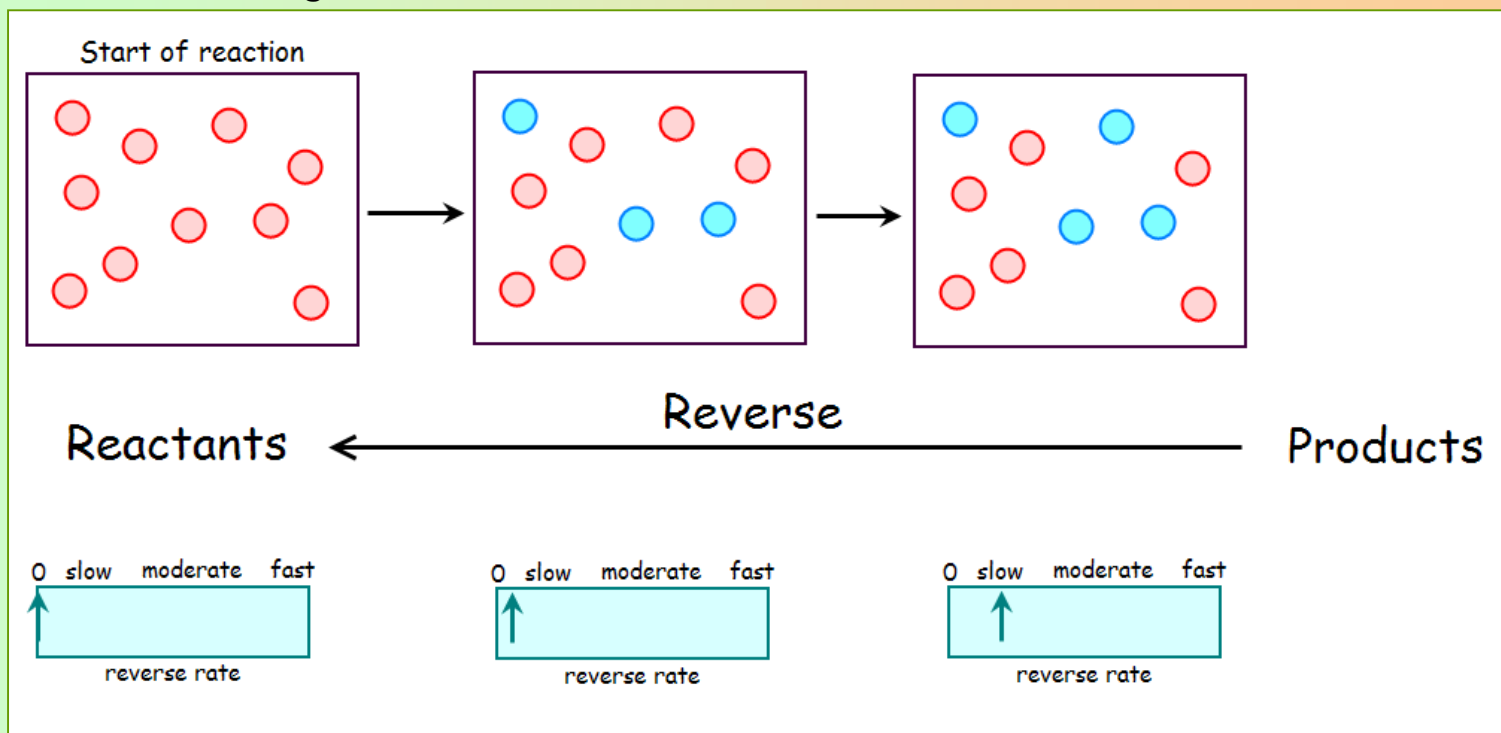 Start of reaction
Reverse
Reactants
Products
0 slow moderate fast
reverse rate
0 slow moderate fast
reverse rate
0 slow moderate fast
reverse rate